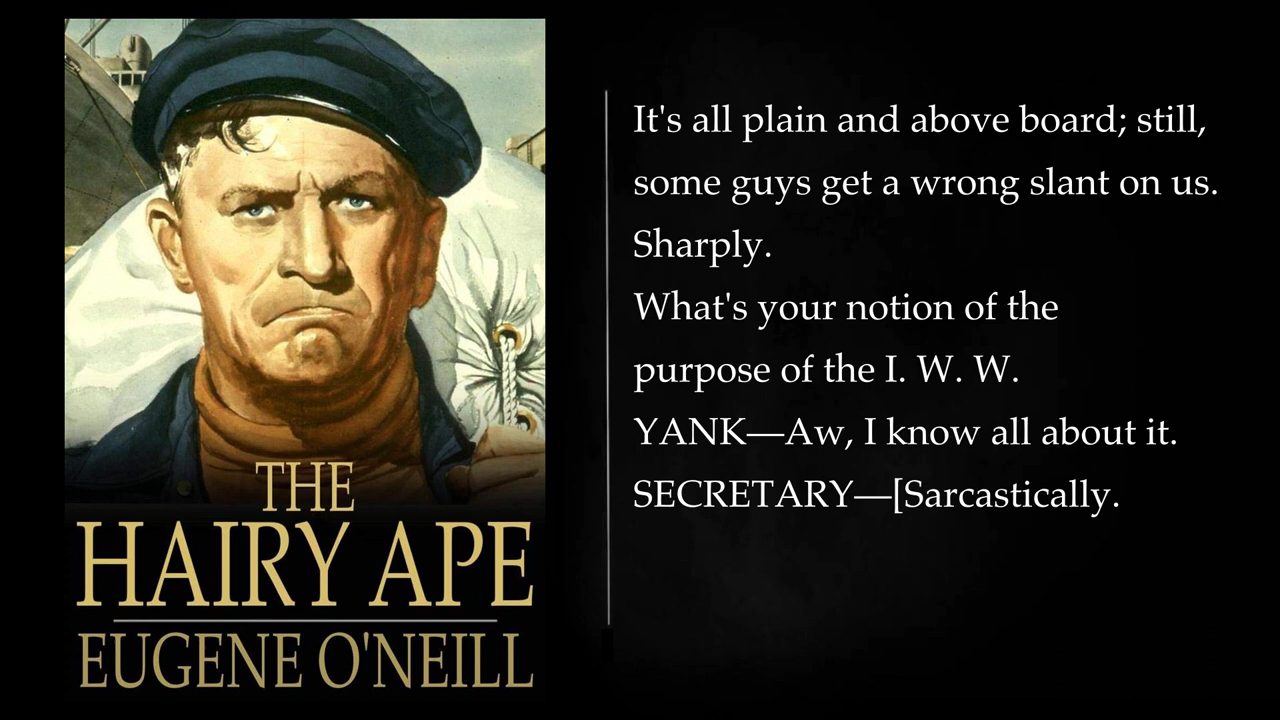 THE
HAIRY APE
EUGENE O'NEILL
It's all plain and above board; still,
some guys get a wrong slant on us.
Sharply.
What's your notion of the
purpose of the I. W. W.
YANK—Aw, I know all about it.
SECRETARY—[Sarcastically.